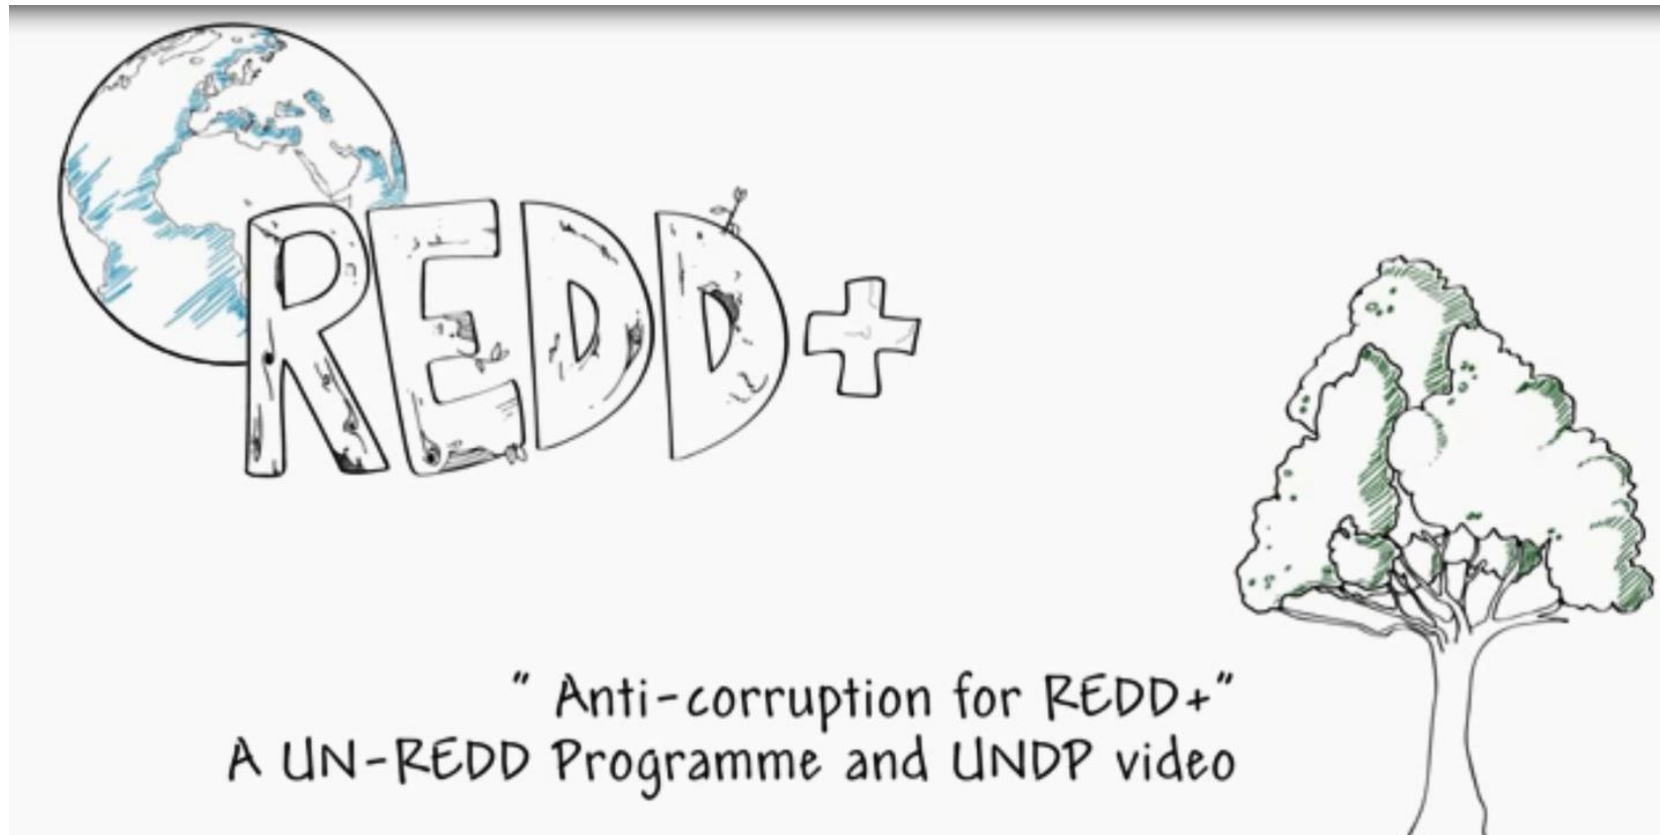 REDD+
" Anti-corruption for REDD+"
A UN-REDD Programme and UNDP video